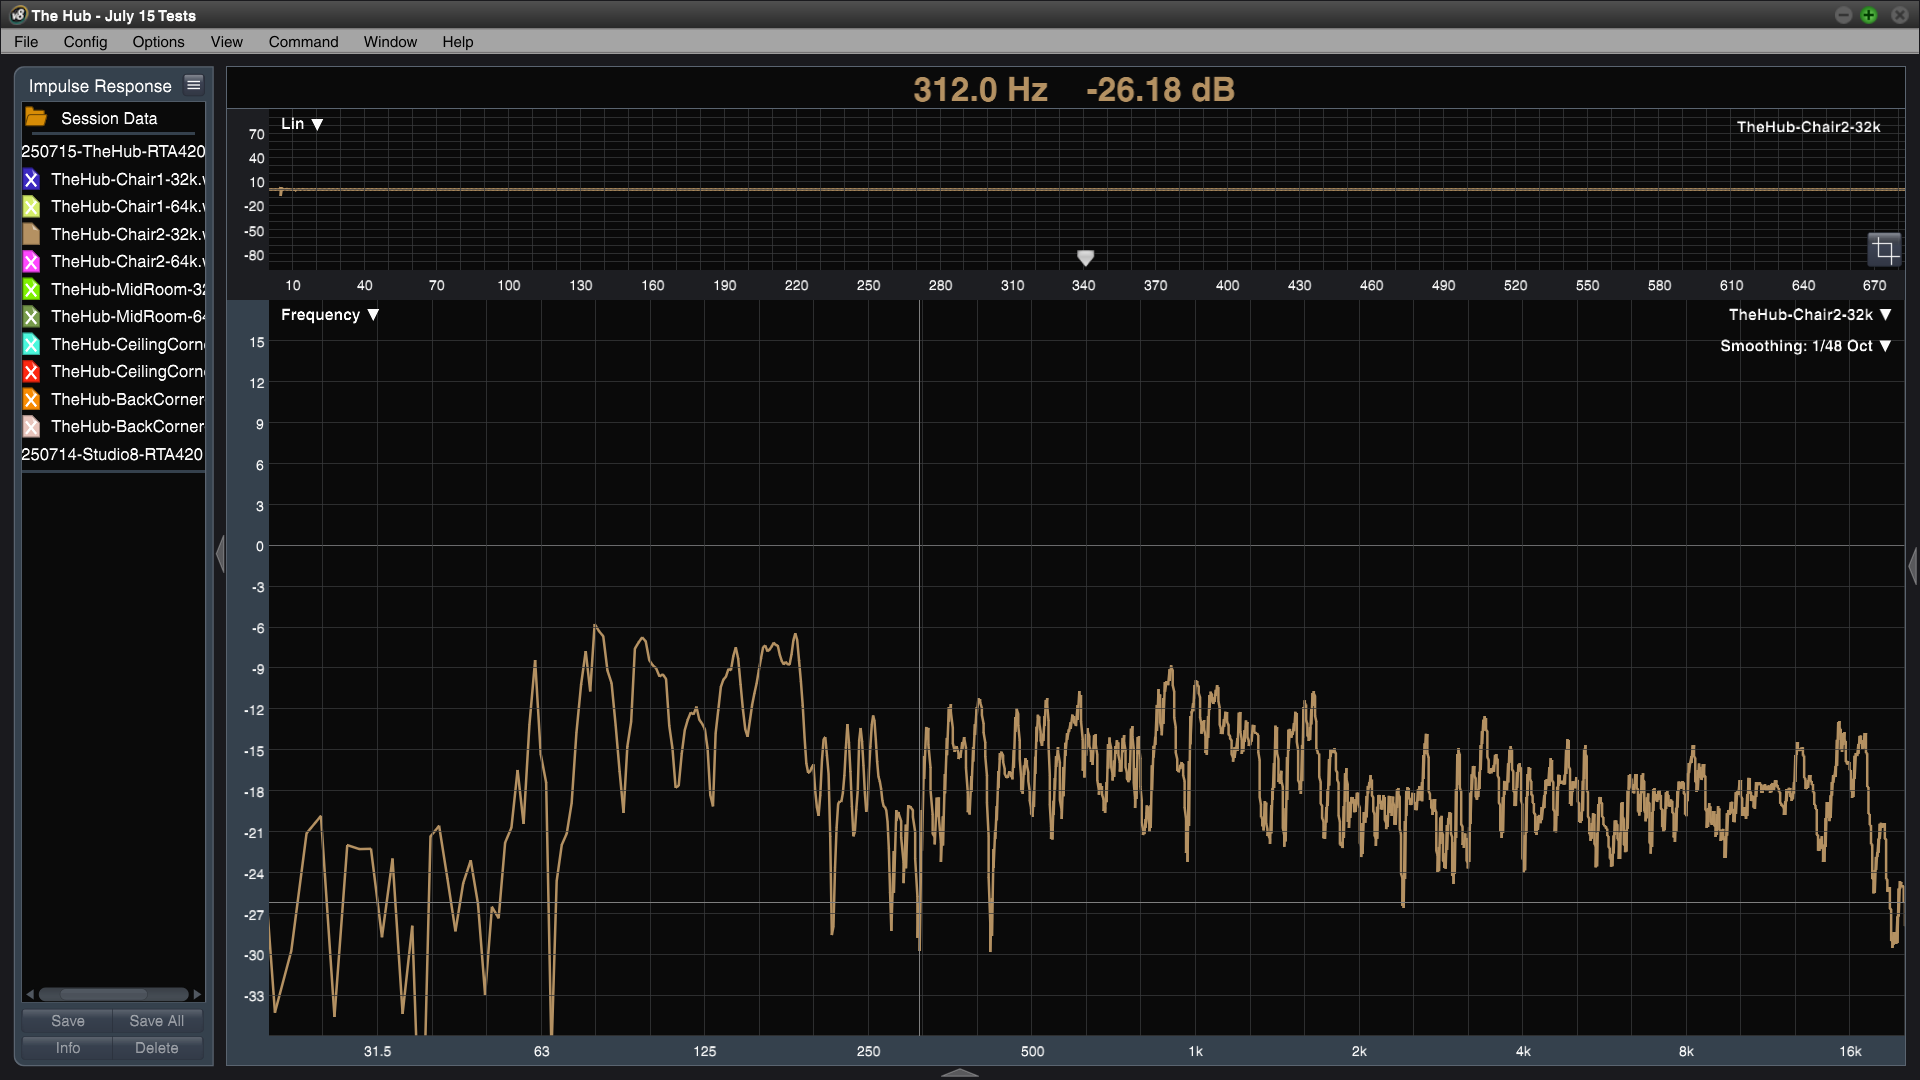 The Hub - July 15 Tests
File Config Options View Command Window Help
Impulse Response
Session Data
250715-TheHub-RTA420
TheHub-Chair1-32k.
TheHub-Chair1-64k.
TheHub-Chair2-32k.
TheHub-Chair2-64k.
TheHub-MidRoom-32
TheHub-MidRoom-64
TheHub-CeilingCorn
TheHub-CeilingCorn
TheHub-BackCorner
TheHub-BackCorner
250714-Studio8-RTA420
Save Save All
Info Delete
312.0 Hz -26.18 dB
Lin ▼
TheHub-Chair2-32k
70
40
10
-20
-50
-80
10 40 70 100 130 160 190 220 250 280 310 340 370 400 430 460 490 520 550 580 610 640 670
Frequency ▼
TheHub-Chair2-32k ▼
Smoothing: 1/48 Oct ▼
15
12
9
6
3
0
-3
-6
-9
-12
-15
-18
-21
-24
-27
-30
-33
31.5 63 125 250 500 1k 2k 4k 8k 16k